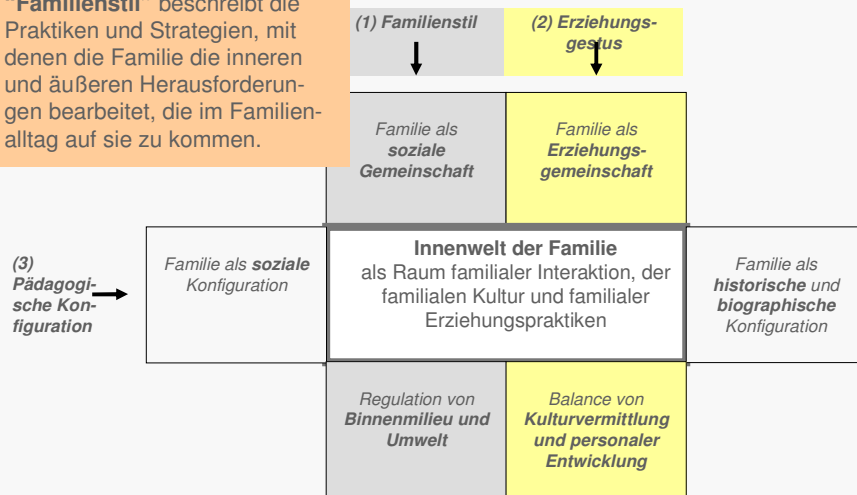 "Familienstil" beschreibt die
Praktiken und Strategien, mit
denen die Familie die inneren
und äußeren Herausforderun-
gen bearbeitet, die im Familien-
alltag auf sie zu kommen.
(1) Familienstil
(2) Erziehungs-
gestus
Familie als
soziale
Gemeinschaft
Familie als
Erziehungs-
gemeinschaft
(3)
Pädagogi-
sche Kon-
figuration
Familie als soziale
Konfiguration
Innenwelt der Familie
als Raum familialer Interaktion, der
familialen Kultur und familialer
Erziehungspraktiken
Familie als
historische und
biographische
Konfiguration
Regulation von
Binnenmilieu und
Umwelt
Balance von
Kulturvermittlung
und personaler
Entwicklung